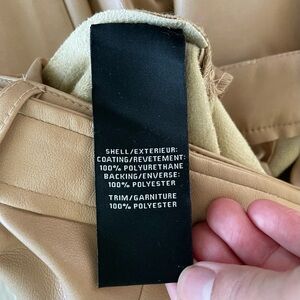 SHELL/EXTERIEUR:
COATING/REVETEMENT:
100% POLYURETHANE
BACKING/ENVERSE:
100% POLYESTER
TRIM/GARNITURE
100% POLYESTER